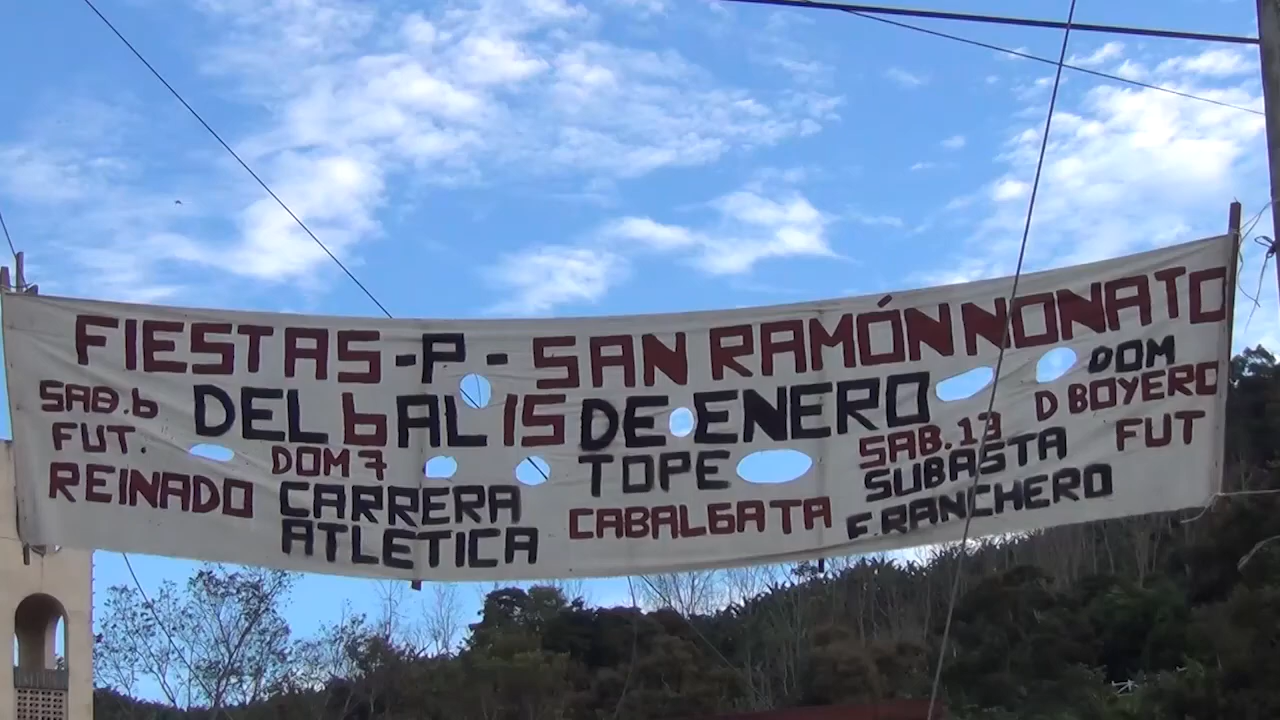 FIESTAS-P-SAN RAMÓN NONATO
DEL 6 AL 15 DE ENERO
SAB.6
FUT.
REINADO
DOM 7
CARRERA
ATLETICA
TOPE
CABALGATA
SAB.13
SUBASTA
F.RANCHERO
DOM
D BOYERO
FUT